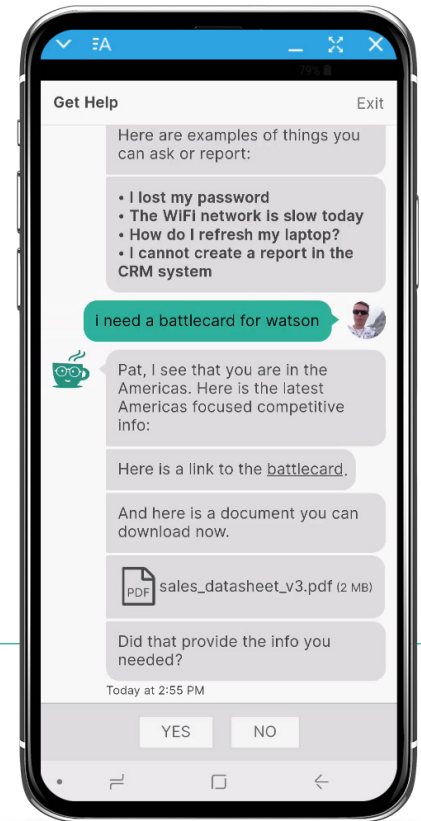 ΞA
79%
Get Help
Exit
Here are examples of things you
can ask or report:
• I lost my password
• The WiFi network is slow today
• How do I refresh my laptop?
• I cannot create a report in the
CRM system
i need a battlecard for watson
Pat, I see that you are in the
Americas. Here is the latest
Americas focused competitive
info:
Here is a link to the battlecard.
And here is a document you can
download now.
PDF
sales_datasheet_v3.pdf (2 MB)
Did that provide the info you
needed?
Today at 2:55 PM
YES
NO